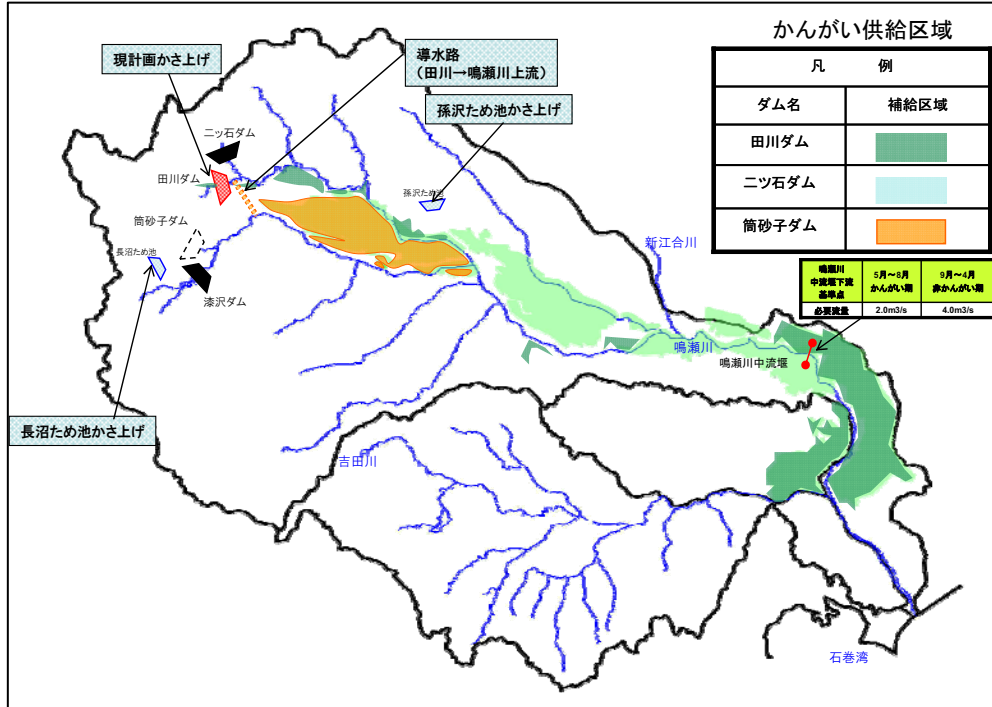 かんがい供給区域
凡　　例
ダム名　補給区域
田川ダム
二ッ石ダム
筒砂子ダム
現計画かさ上げ
導水路
（田川→鳴瀬川上流）
孫沢ため池かさ上げ
二ッ石ダム
田川ダム
孫沢ため池
筒砂子ダム
長沼ため池
漆沢ダム
新江合川
鳴瀬川
中流堰下流
基準点
5月～8月
かんがい期
9月～4月
非かんがい期
必要流量　2.0m3/s　4.0m3/s
鳴瀬川
鳴瀬川中流堰
長沼ため池かさ上げ
吉田川
石巻湾